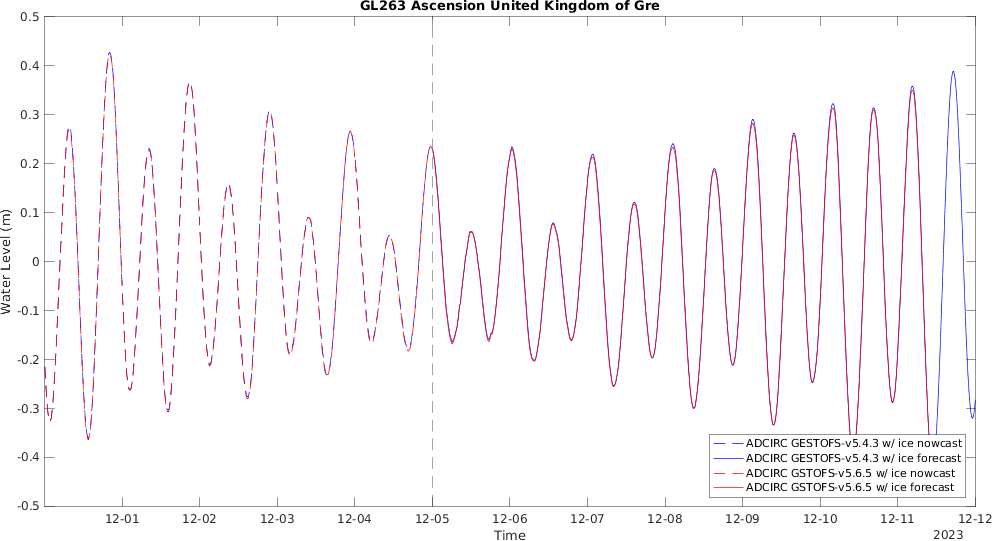 GL263 Ascension United Kingdom of Gre
0.5
0.4
0.3
0.2
0.1
0
-0.1
-0.2
-0.3
-0.4
-0.5
Water Level (m)
ADCIRC GESTOFS-v5.4.3 w/ ice nowcast
ADCIRC GESTOFS-v5.4.3 w/ ice forecast
ADCIRC GSTOFS-v5.6.5 w/ ice nowcast
ADCIRC GSTOFS-v5.6.5 w/ ice forecast
12-01 12-02 12-03 12-04 12-05 12-06 12-07 12-08 12-09 12-10 12-11 12-12
Time
2023